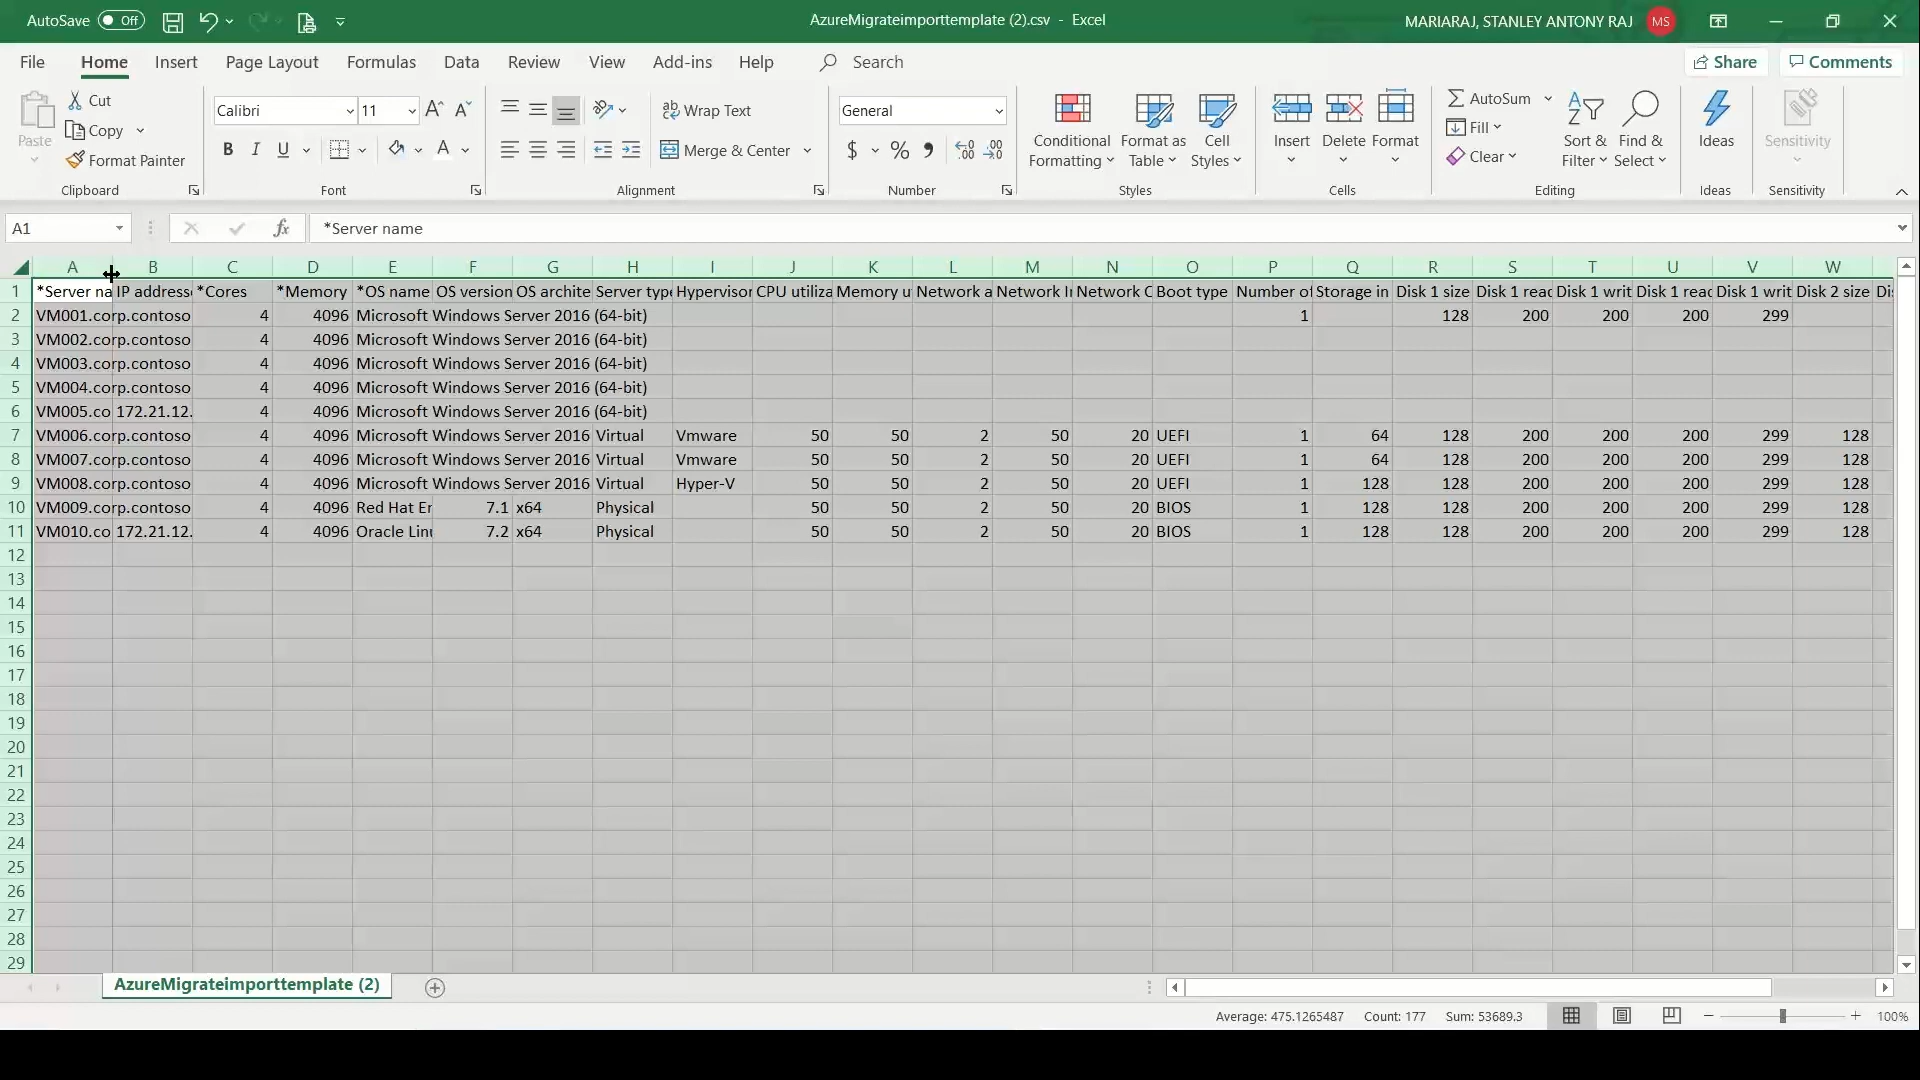 AutoSave Off AzureMigrateimporttemplate (2).csv - Excel MARIARAJ, STANLEY ANTONY RAJ MS
File Home Insert Page Layout Formulas Data Review View Add-ins Help Search Share Comments
Paste Cut Copy Format Painter Clipboard
Calibri 11 B I U A Font
ab Wrap Text Merge & Center Alignment
General $ % Number
Conditional Formatting Format as Table Cell Styles Styles
Insert Delete Format Cells
AutoSum Fill Clear Sort & Filter Find & Select Editing
Ideas Ideas
Sensitivity Sensitivity
A1 fx *Server name
A B C D E F G H I J K L M N O P Q R S T U V W
1 *Server na IP address *Cores *Memory *OS name OS version OS archite Server type Hypervisor CPU utiliza Memory u Network a Network I Network Boot type Number of Storage in Disk 1 size Disk 1 read Disk 1 writ Disk 1 read Disk 1 writ Disk 2 size
2 VM001.corp.contoso 4 4096 Microsoft Windows Server 2016 (64-bit) 1 128 200 200 200 299
3 VM002.corp.contoso 4 4096 Microsoft Windows Server 2016 (64-bit)
4 VM003.corp.contoso 4 4096 Microsoft Windows Server 2016 (64-bit)
5 VM004.corp.contoso 4 4096 Microsoft Windows Server 2016 (64-bit)
6 VM005.co 172.21.12. 4 4096 Microsoft Windows Server 2016 (64-bit)
7 VM006.corp.contoso 4 4096 Microsoft Windows Server 2016 Virtual Vmware 50 50 2 50 20 UEFI 1 64 128 200 200 200 299 128
8 VM007.corp.contoso 4 4096 Microsoft Windows Server 2016 Virtual Vmware 50 50 2 50 20 UEFI 1 64 128 200 200 200 299 128
9 VM008.corp.contoso 4 4096 Microsoft Windows Server 2016 Virtual Hyper-V 50 50 2 50 20 UEFI 1 128 128 200 200 200 299 128
10 VM009.corp.contoso 4 4096 Red Hat Er 7.1 x64 Physical 50 50 2 50 20 BIOS 1 128 128 200 200 200 299 128
11 VM010.co 172.21.12. 4 4096 Oracle Linu 7.2 x64 Physical 50 50 2 50 20 BIOS 1 128 128 200 200 200 299 128
12
13
14
15
16
17
18
19
20
21
22
23
24
25
26
27
28
29
AzureMigrateimporttemplate (2)
Average: 475.1265487 Count: 177 Sum: 53689.3 100%